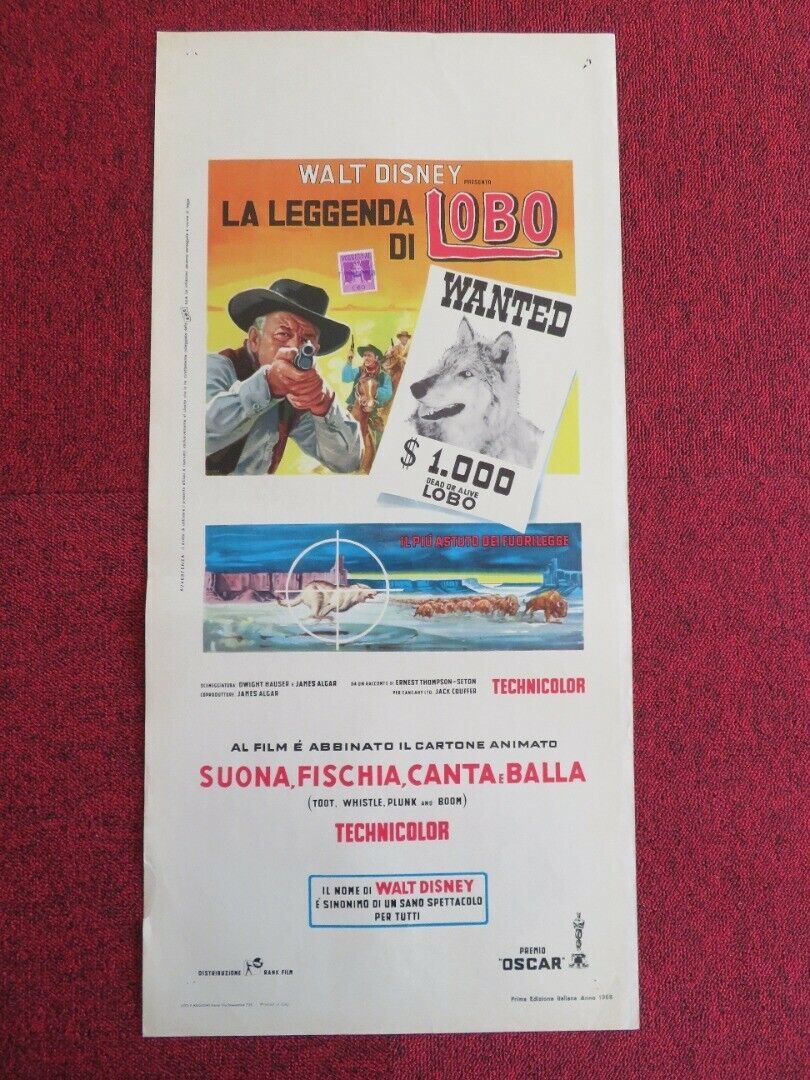 WALT DISNEY
PRESENTA
LA LEGGENDA
DI LOBO
WANTED
$ 1.000
DEAD OR ALIVE
LOBO
IL PIÙ ASTUTO DEI FUORILEGGE
SCENEGGIATURA: DWIGHT HAUSER E JAMES ALGAR
COPRODUTTORE: JAMES ALGAR
DA UN RACCONTO DI ERNEST THOMPSON-SETON
PER CANGARY LTD. JACK COUFFER
TECHNICOLOR
AL FILM É ABBINATO IL CARTONE ANIMATO
SUONA, FISCHIA, CANTA E BALLA
(TOOT, WHISTLE, PLUNK AND BOOM)
TECHNICOLOR
IL NOME DI WALT DISNEY
É SINONIMO DI UN SANO SPETTACOLO
PER TUTTI
DISTRIBUZIONE RANK FILM
PREMIO
"OSCAR"
Prima Edizione Italiana Anno 1968